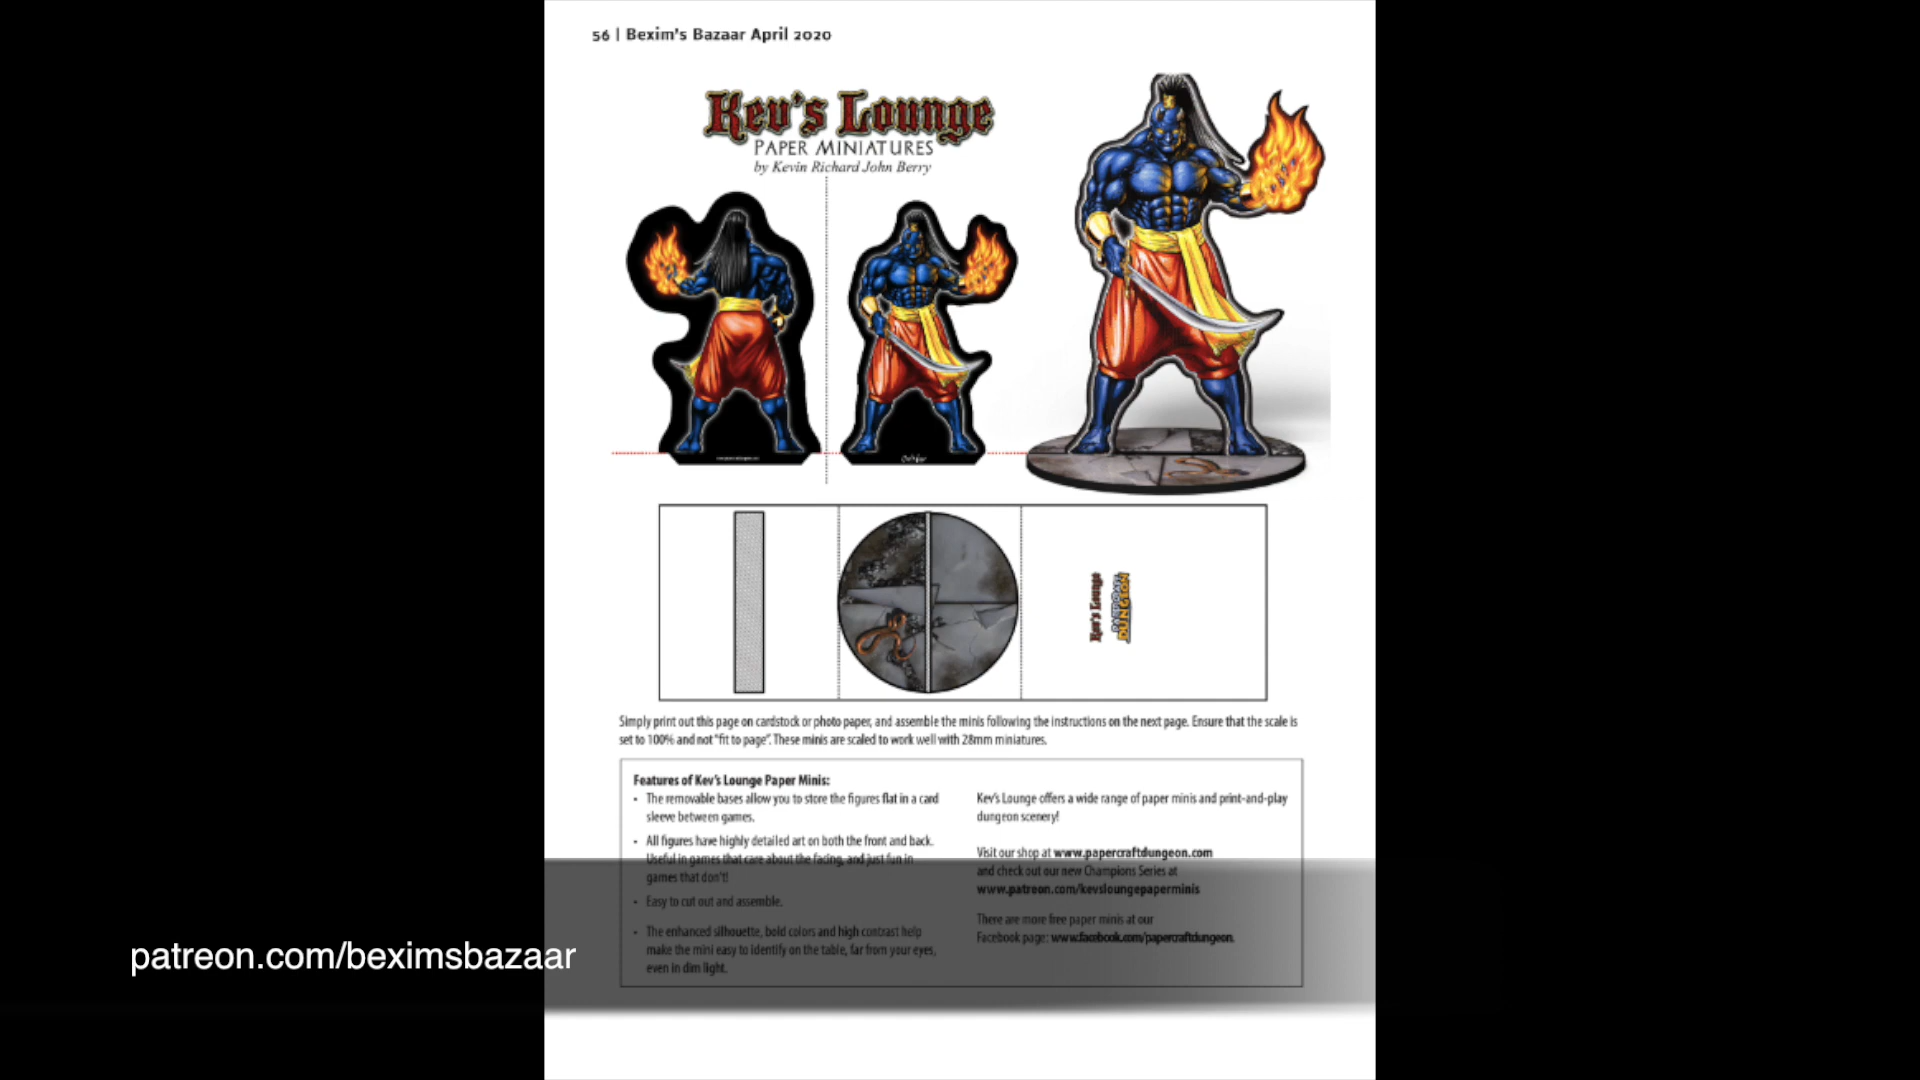 56 | Bexim's Bazaar April 2020
Kev's Lounge
PAPER MINIATURES
by Kevin Richard John Berry
Kev's Lounge
PAPERCRAFT
DUNGEON
Simply print out this page on cardstock or photo paper, and assemble the minis following the instructions on the next page. Ensure that the scale is
set to 100% and not "fit to page". These minis are scaled to work well with 28mm miniatures.
Features of Kev's Lounge Paper Minis:
• The removable bases allow you to store the figures flat in a card
sleeve between games.
• All figures have highly detailed art on both the front and back.
Useful in games that care about the facing, and just fun in
games that don't!
• Easy to cut out and assemble.
• The enhanced silhouette, bold colors and high contrast help
make the mini easy to identify on the table, far from your eyes,
even in dim light.
Kev's Lounge offers a wide range of paper minis and print-and-play
dungeon scenery!
Visit our shop at www.papercraftdungeon.com
and check out our new Champions Series at
www.patreon.com/kevsloungepaperminis
There are more free paper minis at our
Facebook page: www.facebook.com/papercraftdungeon.
patreon.com/beximsbazaar